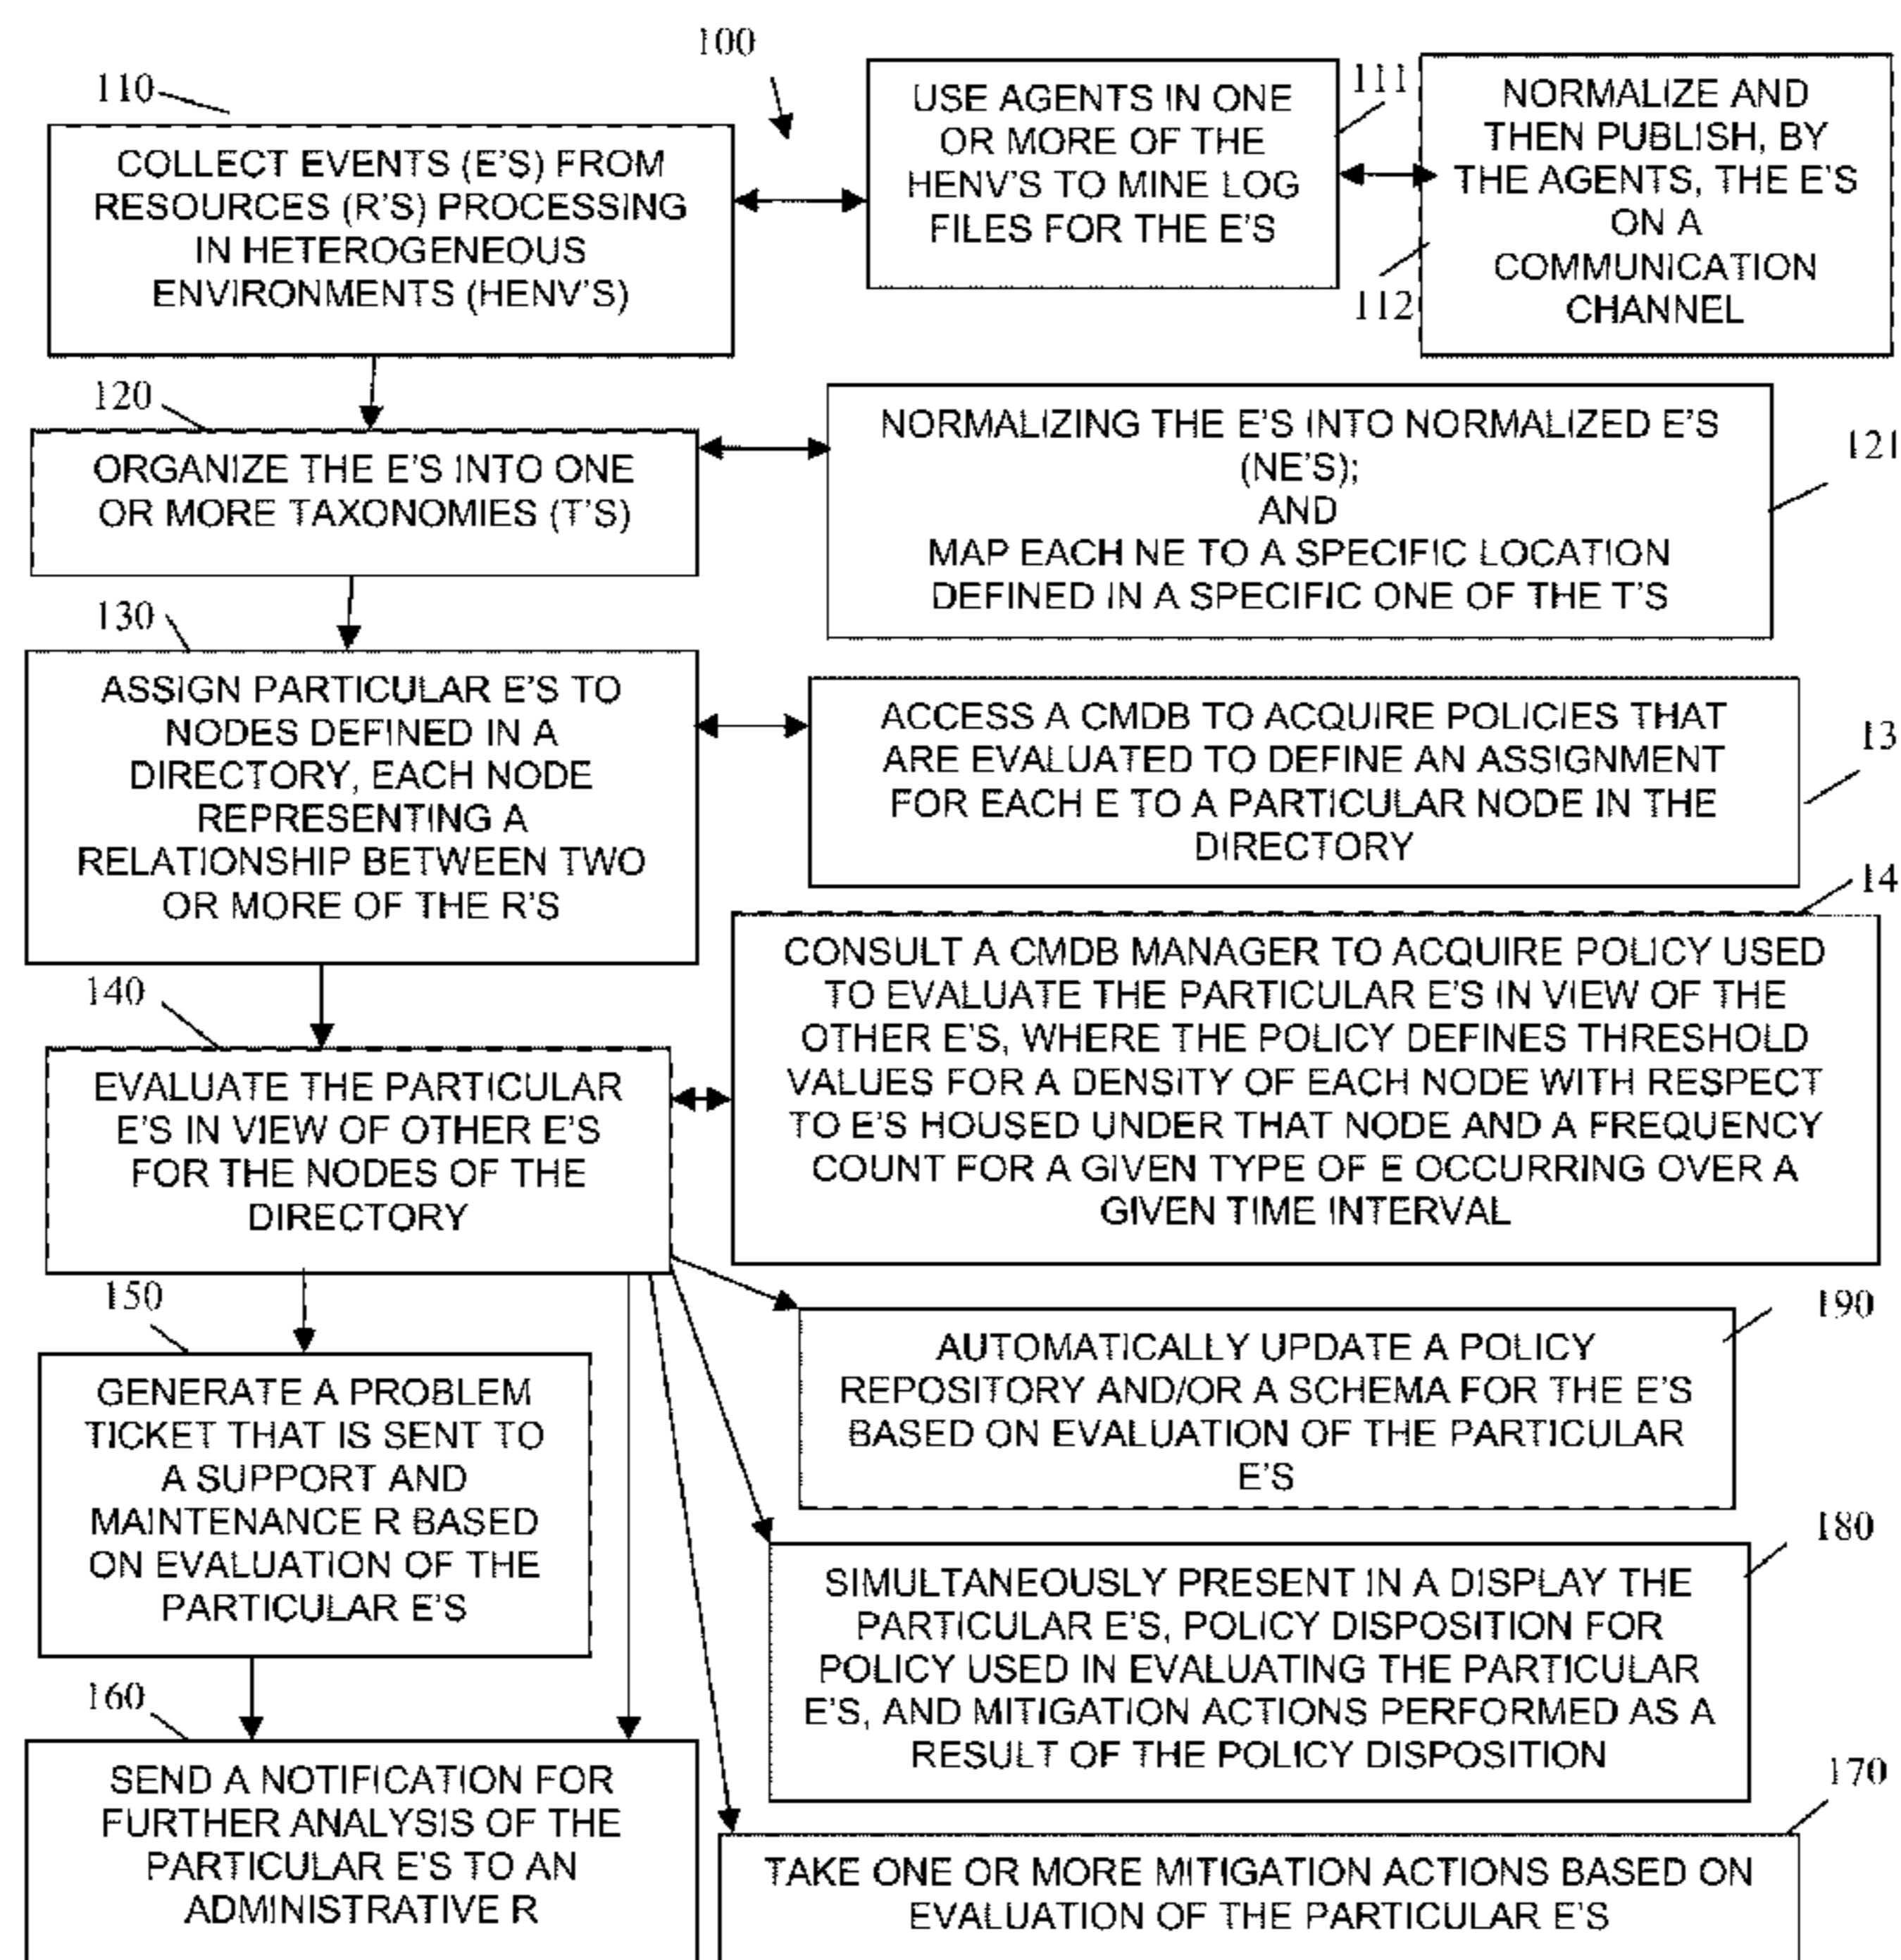 100
110
COLLECT EVENTS (E'S) FROM
RESOURCES (R'S) PROCESSING
IN HETEROGENEOUS
ENVIRONMENTS (HENV'S)
USE AGENTS IN ONE
OR MORE OF THE
HENV'S TO MINE LOG
FILES FOR THE E'S
111
NORMALIZE AND
THEN PUBLISH, BY
THE AGENTS, THE E'S
ON A
COMMUNICATION
CHANNEL
112
120
ORGANIZE THE E'S INTO ONE
OR MORE TAXONOMIES (T'S)
NORMALIZING THE E'S INTO NORMALIZED E'S
(NE'S);
AND
MAP EACH NE TO A SPECIFIC LOCATION
DEFINED IN A SPECIFIC ONE OF THE T'S
121
130
ASSIGN PARTICULAR E'S TO
NODES DEFINED IN A
DIRECTORY, EACH NODE
REPRESENTING A
RELATIONSHIP BETWEEN TWO
OR MORE OF THE R'S
ACCESS A CMDB TO ACQUIRE POLICIES THAT
ARE EVALUATED TO DEFINE AN ASSIGNMENT
FOR EACH E TO A PARTICULAR NODE IN THE
DIRECTORY
13
14
140
EVALUATE THE PARTICULAR
E'S IN VIEW OF OTHER E'S
FOR THE NODES OF THE
DIRECTORY
CONSULT A CMDB MANAGER TO ACQUIRE POLICY USED
TO EVALUATE THE PARTICULAR E'S IN VIEW OF THE
OTHER E'S, WHERE THE POLICY DEFINES THRESHOLD
VALUES FOR A DENSITY OF EACH NODE WITH RESPECT
TO E'S HOUSED UNDER THAT NODE AND A FREQUENCY
COUNT FOR A GIVEN TYPE OF E OCCURRING OVER A
GIVEN TIME INTERVAL
150
GENERATE A PROBLEM
TICKET THAT IS SENT TO
A SUPPORT AND
MAINTENANCE R BASED
ON EVALUATION OF THE
PARTICULAR E'S
190
AUTOMATICALLY UPDATE A POLICY
REPOSITORY AND/OR A SCHEMA FOR THE E'S
BASED ON EVALUATION OF THE PARTICULAR
E'S
180
SIMULTANEOUSLY PRESENT IN A DISPLAY THE
PARTICULAR E'S, POLICY DISPOSITION FOR
POLICY USED IN EVALUATING THE PARTICULAR
E'S, AND MITIGATION ACTIONS PERFORMED AS A
RESULT OF THE POLICY DISPOSITION
160
SEND A NOTIFICATION FOR
FURTHER ANALYSIS OF THE
PARTICULAR E'S TO AN
ADMINISTRATIVE R
170
TAKE ONE OR MORE MITIGATION ACTIONS BASED ON
EVALUATION OF THE PARTICULAR E'S